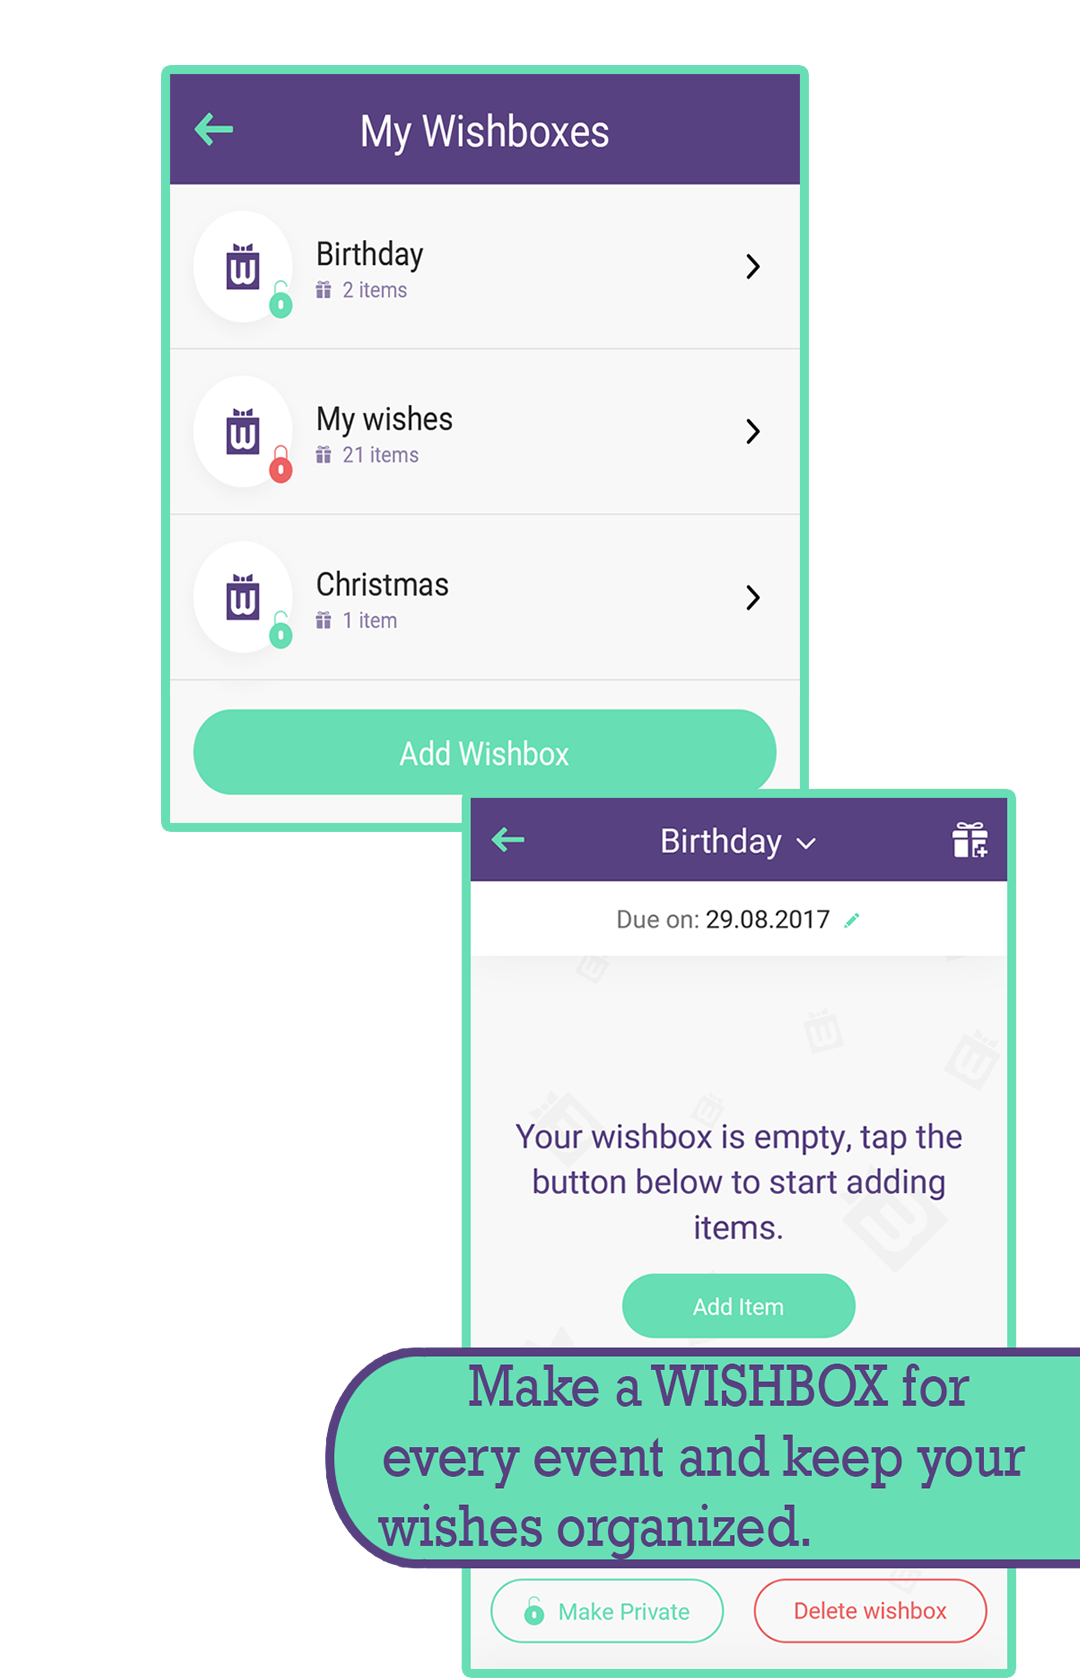 My Wishboxes
Birthday
2 items
My wishes
21 items
Christmas
1 item
Add Wishbox
Birthday
Due on: 29.08.2017
Your wishbox is empty, tap the
button below to start adding
items.
Add Item
Make a WISHBOX for
every event and keep your
wishes organized.
Make Private
Delete wishbox